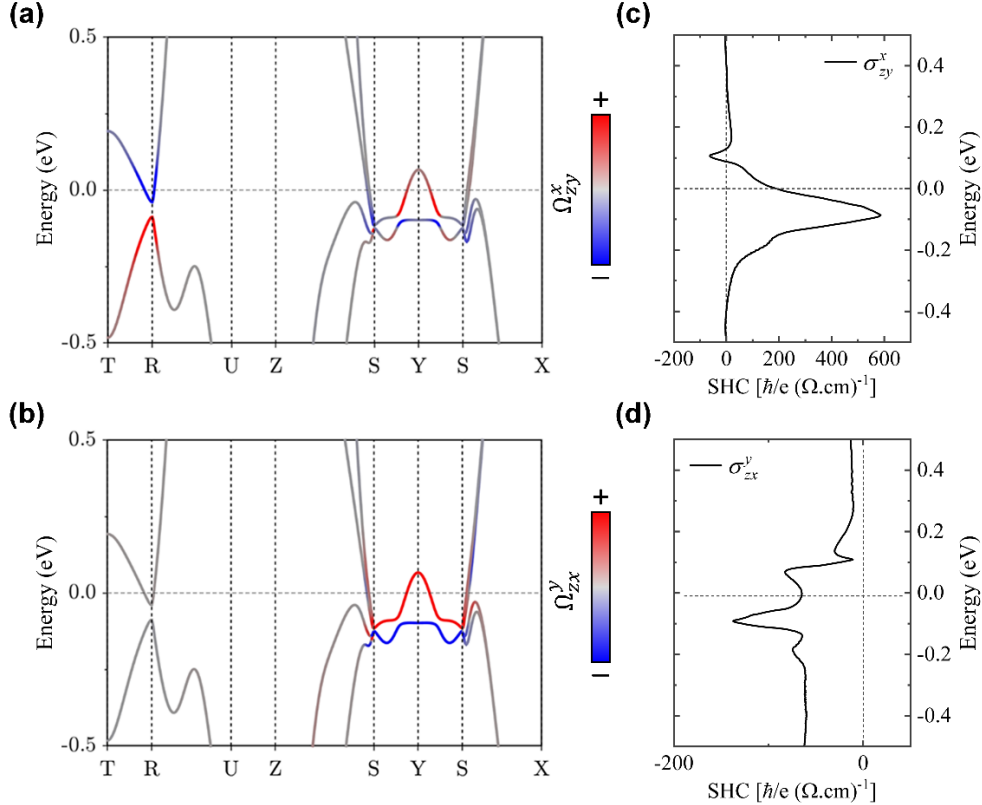 (a)
0.5
0.0
-0.5
Energy (eV)
T R U Z S Y S X
+
Ω^x_zy
−
(c)
-200 0 200 400 600
SHC [ħ/e (Ω.cm)⁻¹]
σ^x_zy
0.4
0.2
0.0
-0.2
-0.4
Energy (eV)
(b)
0.5
0.0
-0.5
Energy (eV)
T R U Z S Y S X
+
Ω^y_zx
−
(d)
σ^y_zx
0.4
0.2
0.0
-0.2
-0.4
Energy (eV)
-200 0
SHC [ħ/e (Ω.cm)⁻¹]